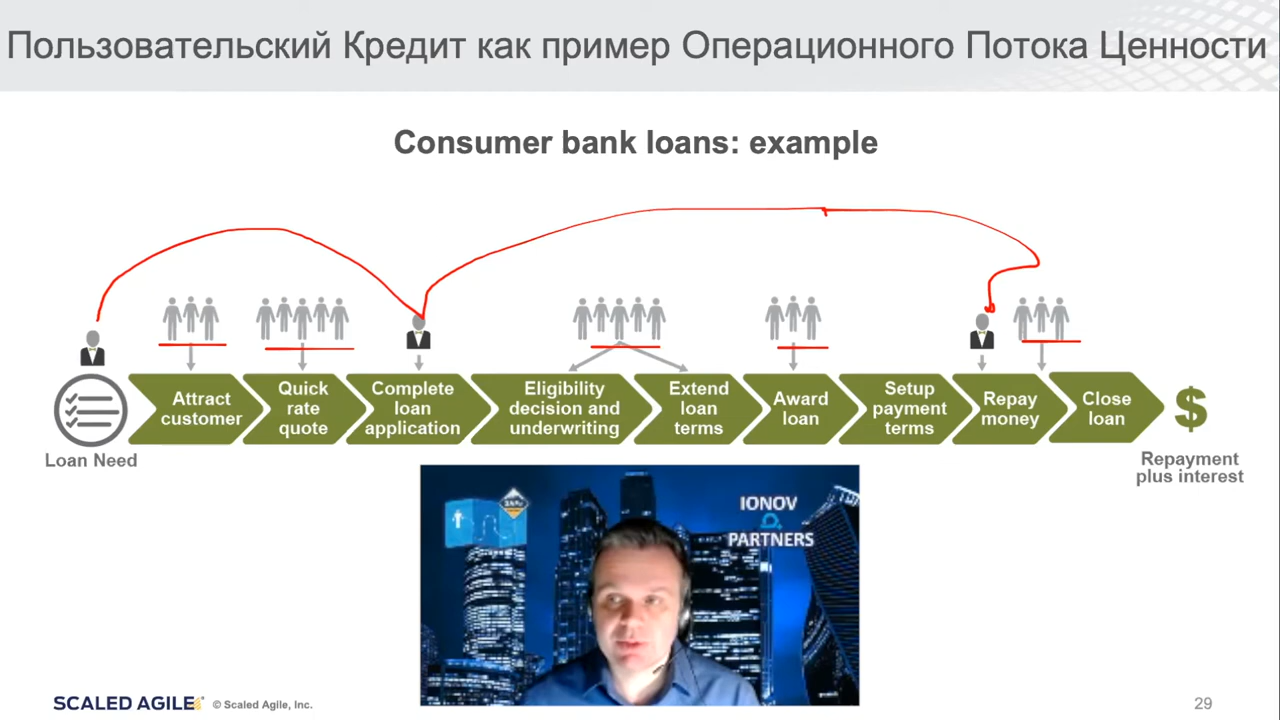 Пользовательский Кредит как пример Операционного Потока Ценности
Consumer bank loans: example
Attract
customer
Quick
rate
quote
Complete
loan
application
Eligibility
decision and
underwriting
Extend
loan
terms
Award
loan
Setup
payment
terms
Repay
money
Close
loan
$
Loan Need
Repayment
plus interest
IONOV
PARTNERS
SCALED AGILE
© Scaled Agile, Inc.
29